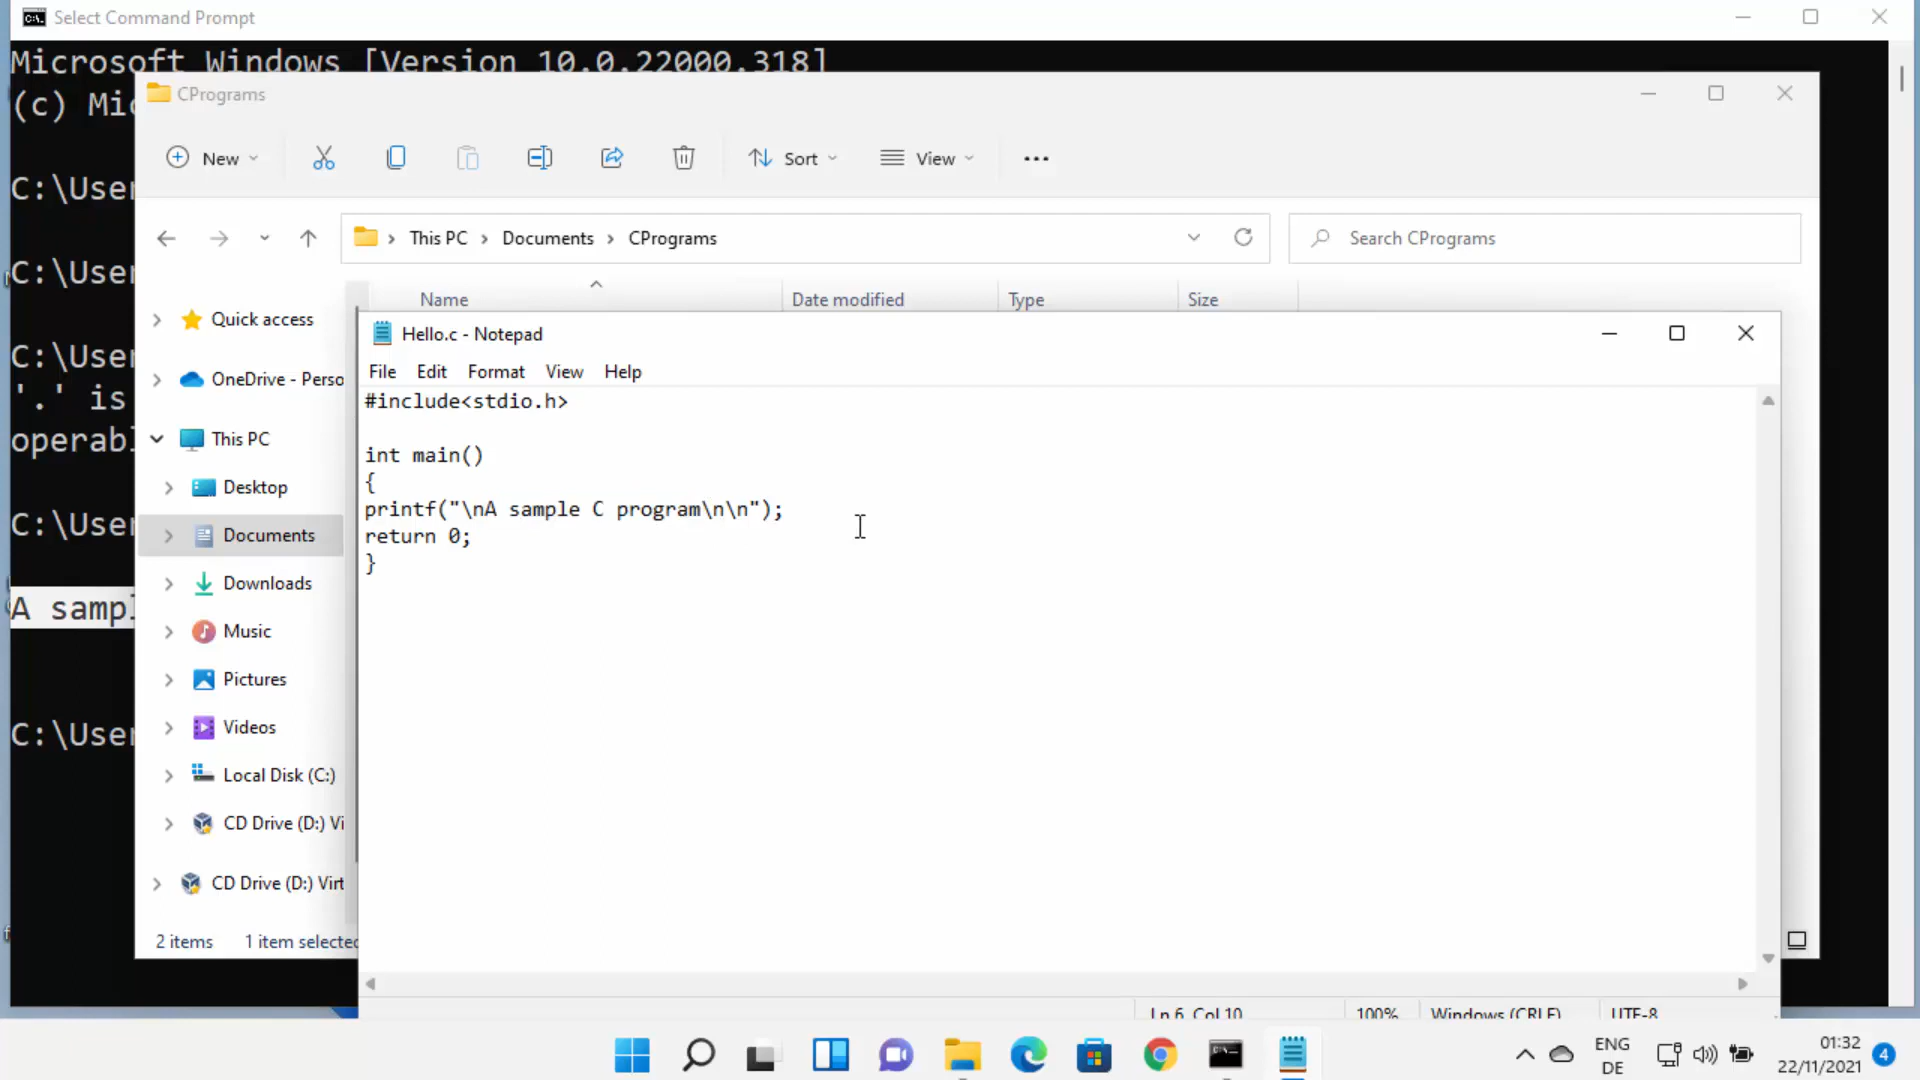 Select Command Prompt
Microsoft Windows [Version 10.0.22000.318]
(c) Mic
CPrograms
New
Sort
View
C:\User
This PC
Documents
CPrograms
Search CPrograms
C:\User
Name
Date modified
Type
Size
Quick access
Hello.c - Notepad
C:\User
OneDrive - Perso
File Edit Format View Help
'.' is
#include<stdio.h>
operabl
This PC
int main()
{
Desktop
printf("\nA sample C program\n\n");
C:\User
Documents
return 0;
}
Downloads
A sampl
Music
Pictures
C:\User
Videos
Local Disk (C:)
CD Drive (D:) Vi
CD Drive (D:) Virt
2 items
1 item selected
Ln 6, Col 10
100%
Windows (CRLF)
UTF-8
ENG
DE
01:32
22/11/2021
4